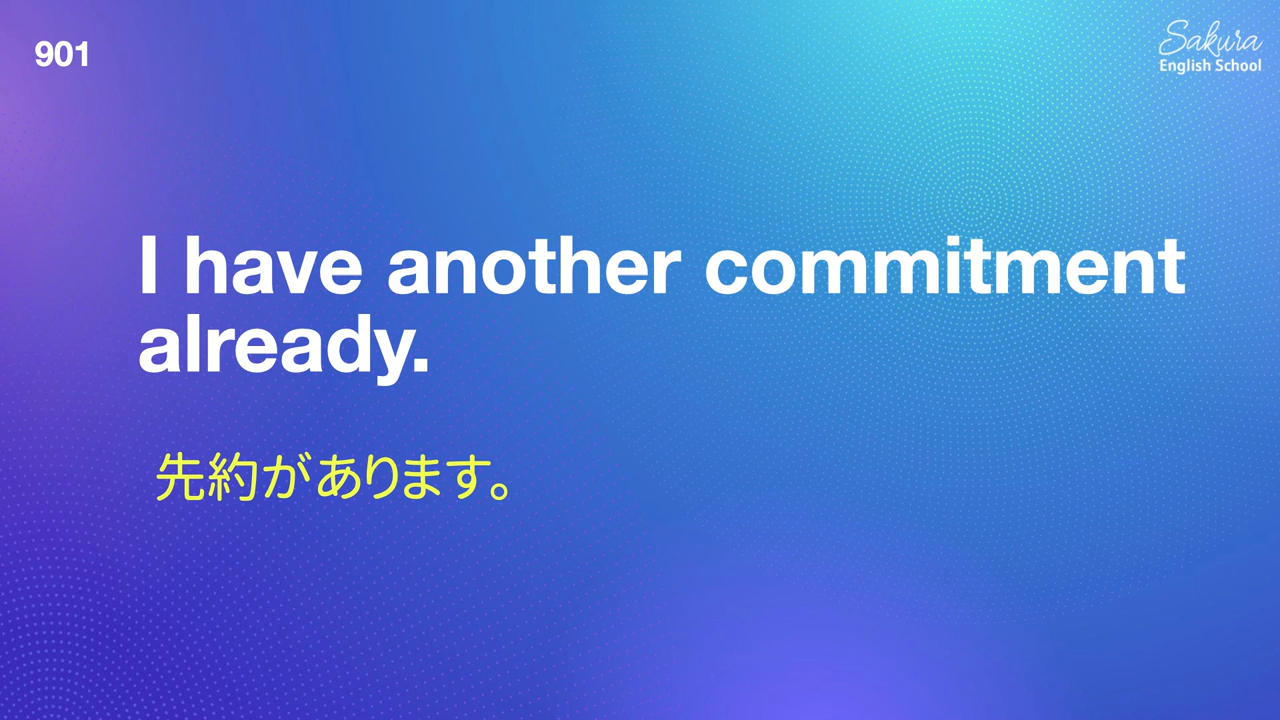 901
Sakura
English School
I have another commitment
already.
先約があります。